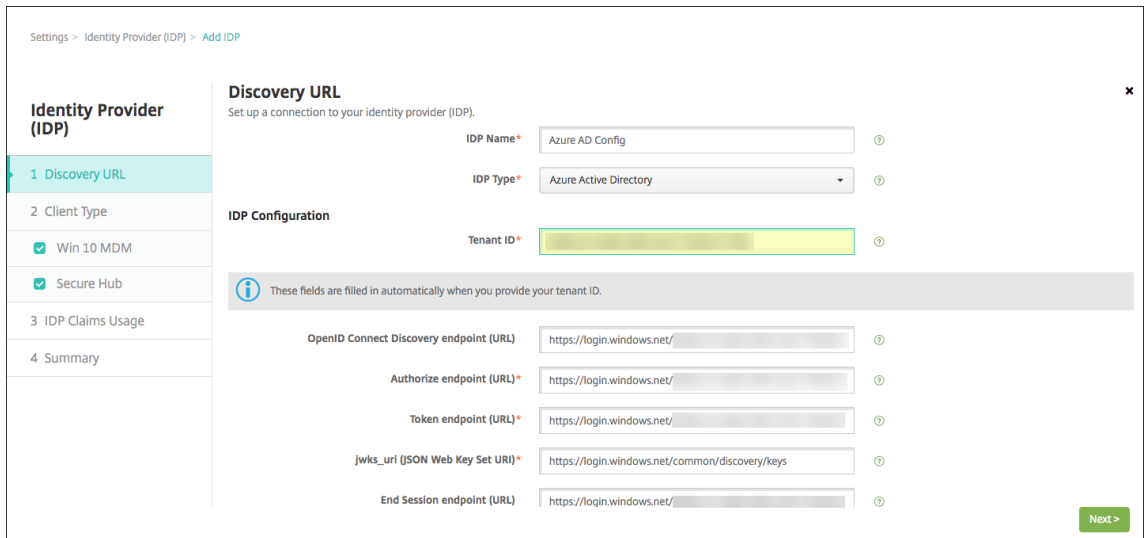 Settings > Identity Provider (IDP) > Add IDP
Identity Provider
(IDP)
1 Discovery URL
2 Client Type
Win 10 MDM
Secure Hub
3 IDP Claims Usage
4 Summary
Discovery URL
×
Set up a connection to your identity provider (IDP).
IDP Name* Azure AD Config ?
IDP Type* Azure Active Directory ?
IDP Configuration
Tenant ID* ?
These fields are filled in automatically when you provide your tenant ID.
OpenID Connect Discovery endpoint (URL) https://login.windows.net/ ?
Authorize endpoint (URL)* https://login.windows.net/ ?
Token endpoint (URL)* https://login.windows.net/ ?
jwks_uri (JSON Web Key Set URI)* https://login.windows.net/common/discovery/keys ?
End Session endpoint (URL) https://login.windows.net/ ?
Next >